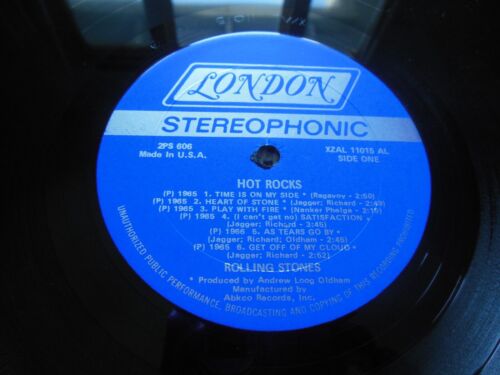 LONDON
STEREOPHONIC
2PS 606 XZAL 11015 AL
Made in U.S.A. SIDE ONE
HOT ROCKS
(P) 1965 1. TIME IS ON MY SIDE - (Ragavoy - 2:50)
(P) 1965 2. HEART OF STONE - (Jagger; Richard - 2:49)
(P) 1965 3. PLAY WITH FIRE - (Nanker Phelge - 2:10)
(P) 1965 4. (I can't get no) SATISFACTION -
(Jagger; Richard - 3:45)
(P) 1966 5. AS TEARS GO BY -
(Jagger; Richard; Oldham - 2:45)
(P) 1965 6. GET OFF OF MY CLOUD -
(Jagger; Richard - 2:52)
ROLLING STONES
* Produced by Andrew Loog Oldham
Manufactured by
Abkco Records, Inc.
UNAUTHORIZED PUBLIC PERFORMANCE, BROADCASTING AND COPYING OF THIS RECORDING PROHIBITED